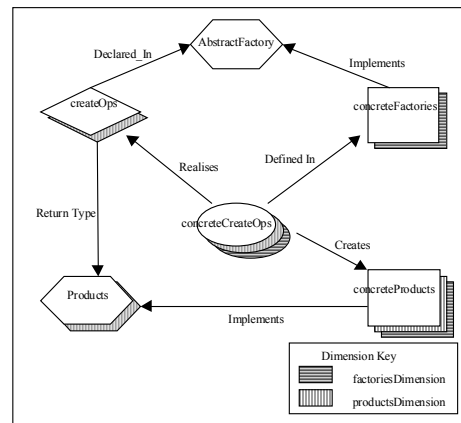 Declared_In
AbstractFactory
Implements
createOps
concreteFactories
Realises
Defined In
Return Type
concreteCreateOps
Creates
Products
concreteProducts
Implements
Dimension Key
factoriesDimension
productsDimension